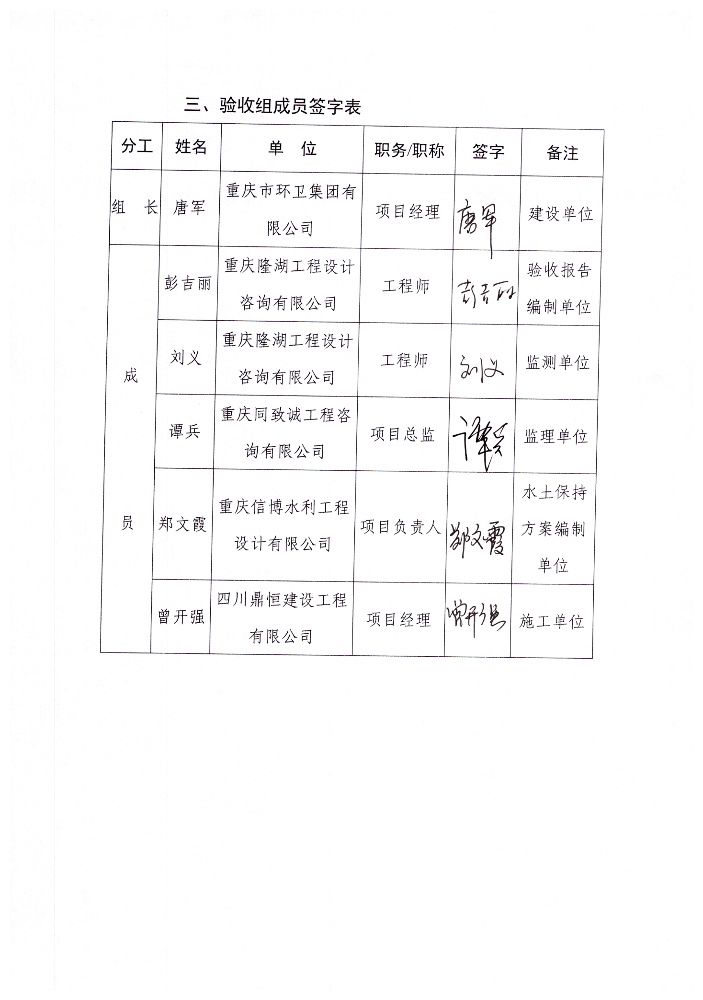 三、验收组成员签字表
分工 姓名 单 位 职务/职称 签字 备注
组 长 唐军 重庆市环卫集团有 项目经理 唐军 建设单位
限公司
成
员
彭吉丽 重庆隆湖工程设计 工程师 彭吉丽 验收报告
咨询有限公司 编制单位
刘义 重庆隆湖工程设计 工程师 刘义 监测单位
咨询有限公司
谭兵 重庆同致诚工程咨 项目总监 谭兵 监理单位
询有限公司
郑文霞 重庆信博水利工程 项目负责人 郑文霞 水土保持
设计有限公司 方案编制
单位
曾开强 四川鼎恒建设工程 项目经理 曾开强 施工单位
有限公司